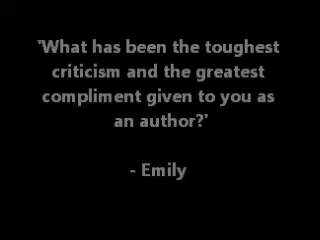 'What has been the toughest
criticism and the greatest
compliment given to you as
an author?'
- Emily